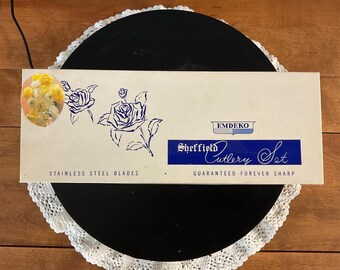 EMDEKO
Sheffield
Cutlery Set
STAINLESS STEEL BLADES
GUARANTEED FOREVER SHARP